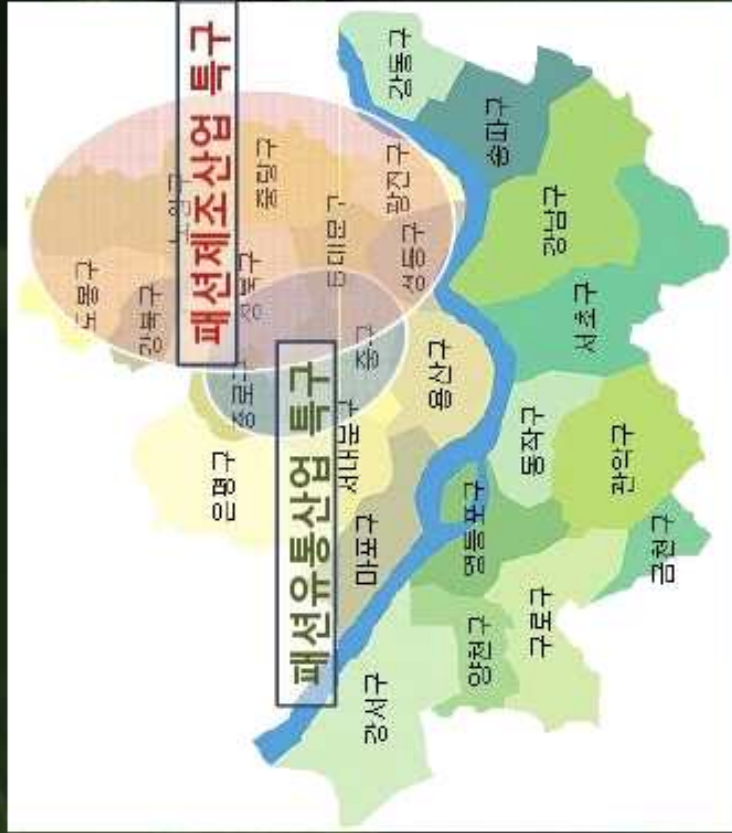 도봉구
강북구
패션제조산업 특구
은평구
종로구
성북구
중랑구
패션유통산업 특구
서대문구
동대문구
마포구
중구
강서구
광진구
성동구
강동구
용산구
영등포구
양천구
송파구
동작구
구로구
강남구
서초구
관악구
금천구